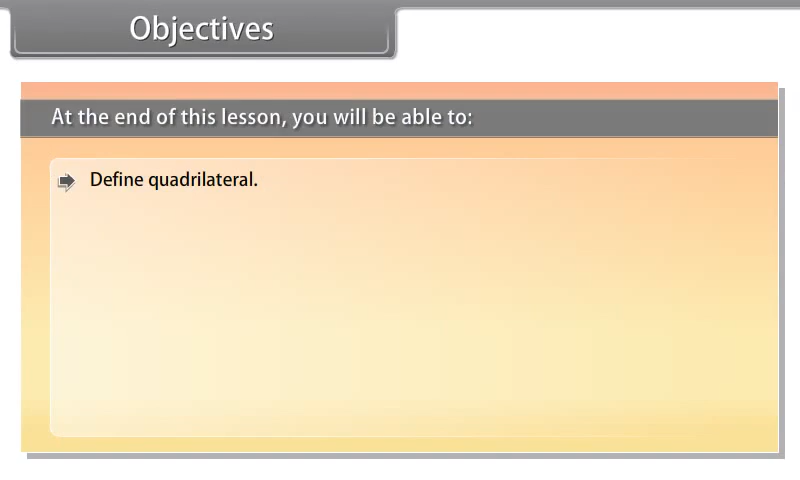 Objectives
At the end of this lesson, you will be able to:
Define quadrilateral.